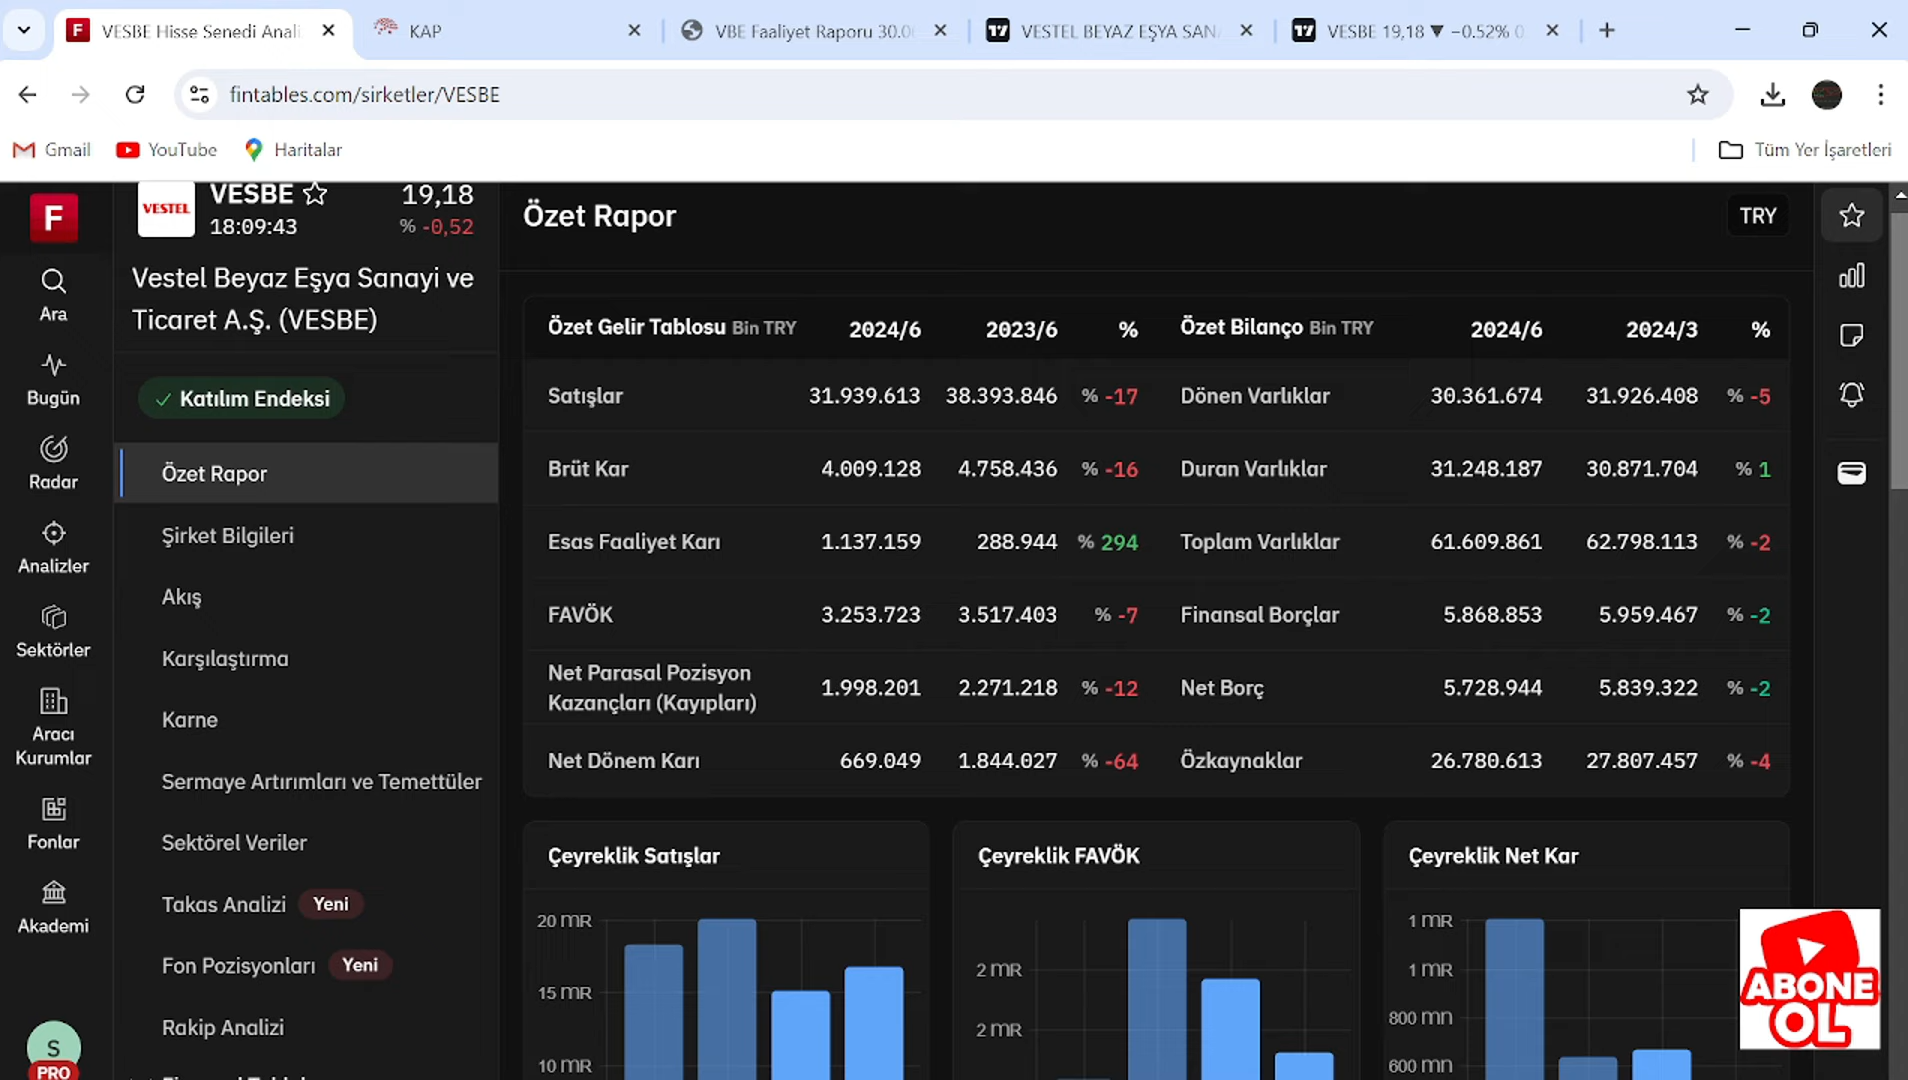 VESBE Hisse Senedi Anali
KAP
VBE Faaliyet Raporu 30.0
VESTEL BEYAZ EŞYA SAN
VESBE 19,18 ▼ −0.52%
fintables.com/sirketler/VESBE
Gmail
YouTube
Haritalar
Tüm Yer İşaretleri
F
Ara
Bugün
Radar
Analizler
Sektörler
Aracı
Kurumlar
Fonlar
Akademi
S
PRO
VESTEL
VESBE
19,18
18:09:43
% -0,52
Vestel Beyaz Eşya Sanayi ve
Ticaret A.Ş. (VESBE)
Katılım Endeksi
Özet Rapor
Şirket Bilgileri
Akış
Karşılaştırma
Karne
Sermaye Artırımları ve Temettüler
Sektörel Veriler
Takas Analizi Yeni
Fon Pozisyonları Yeni
Rakip Analizi
Özet Rapor
TRY
Özet Gelir Tablosu Bin TRY 2024/6 2023/6 %
Satışlar 31.939.613 38.393.846 % -17
Brüt Kar 4.009.128 4.758.436 % -16
Esas Faaliyet Karı 1.137.159 288.944 % 294
FAVÖK 3.253.723 3.517.403 % -7
Net Parasal Pozisyon
Kazançları (Kayıpları) 1.998.201 2.271.218 % -12
Net Dönem Karı 669.049 1.844.027 % -64
Özet Bilanço Bin TRY 2024/6 2024/3 %
Dönen Varlıklar 30.361.674 31.926.408 % -5
Duran Varlıklar 31.248.187 30.871.704 % 1
Toplam Varlıklar 61.609.861 62.798.113 % -2
Finansal Borçlar 5.868.853 5.959.467 % -2
Net Borç 5.728.944 5.839.322 % -2
Özkaynaklar 26.780.613 27.807.457 % -4
Çeyreklik Satışlar
20 MR
15 MR
10 MR
Çeyreklik FAVÖK
2 MR
2 MR
Çeyreklik Net Kar
1 MR
1 MR
800 mn
600 mn
ABONE
OL